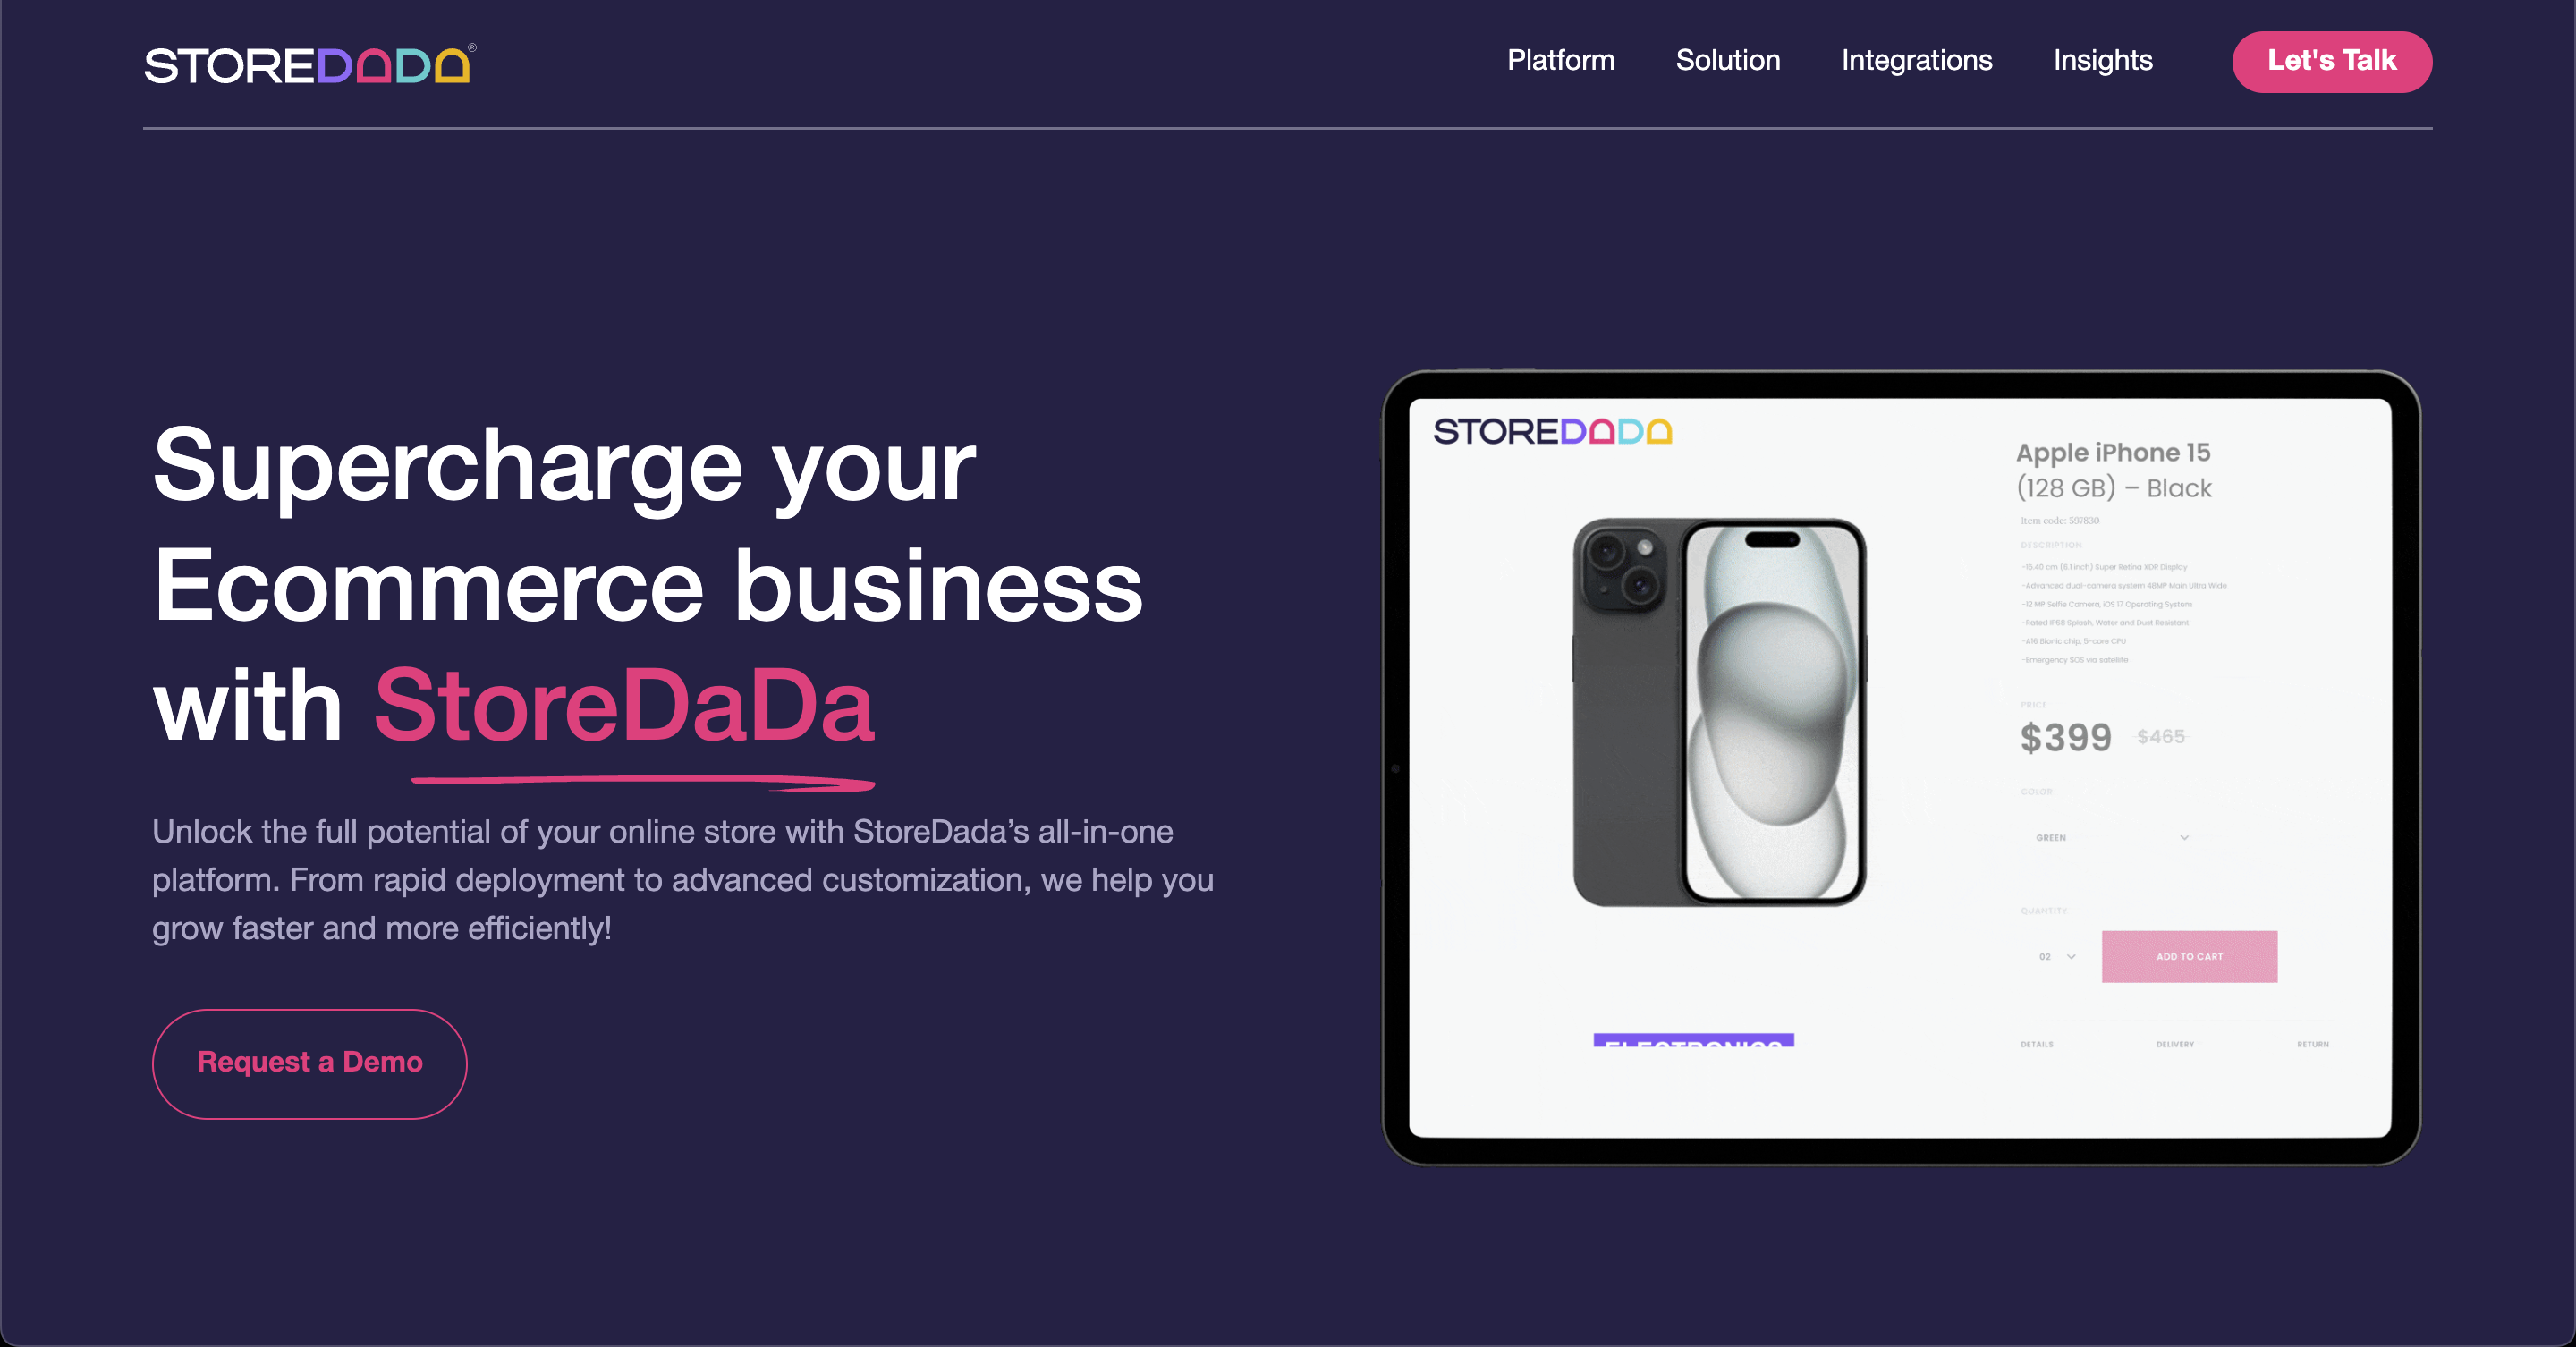 STOREDADA®
Platform
Solution
Integrations
Insights
Let's Talk
Supercharge your
Ecommerce business
with StoreDaDa
Unlock the full potential of your online store with StoreDada’s all-in-one
platform. From rapid deployment to advanced customization, we help you
grow faster and more efficiently!
Request a Demo
STOREDADA
Apple iPhone 15
(128 GB) – Black
Item code: 597830
DESCRIPTION
-15.40 cm (6.1 inch) Super Retina XDR Display
-Advanced dual-camera system 48MP Main Ultra Wide
-12 MP Selfie Camera, iOS 17 Operating System
-Rated IP68 Splash, Water and Dust Resistant
-A16 Bionic chip, 5-core CPU
-Emergency SOS via satellite
PRICE
$399 $465
COLOR
GREEN
QUANTITY
02
ADD TO CART
ELECTRONICS
DETAILS
DELIVERY
RETURN